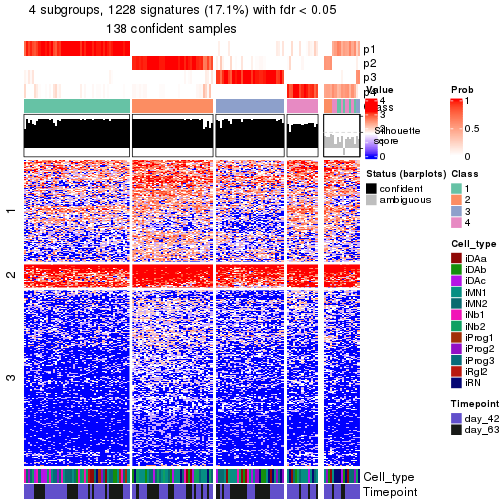 4 subgroups, 1228 signatures (17.1%) with fdr < 0.05
138 confident samples
p1
p2
p3
p4
Class
Silhouette
score
1
2
3
Cell_type
Timepoint
Value
4
3
2
1
0
Prob
1
0.5
0
Status (barplots)
confident
ambiguous
Class
1
2
3
4
Cell_type
iDAa
iDAb
iDAc
iMN1
iMN2
iNb1
iNb2
iProg1
iProg2
iProg3
iRgl2
iRN
Timepoint
day_42
day_63